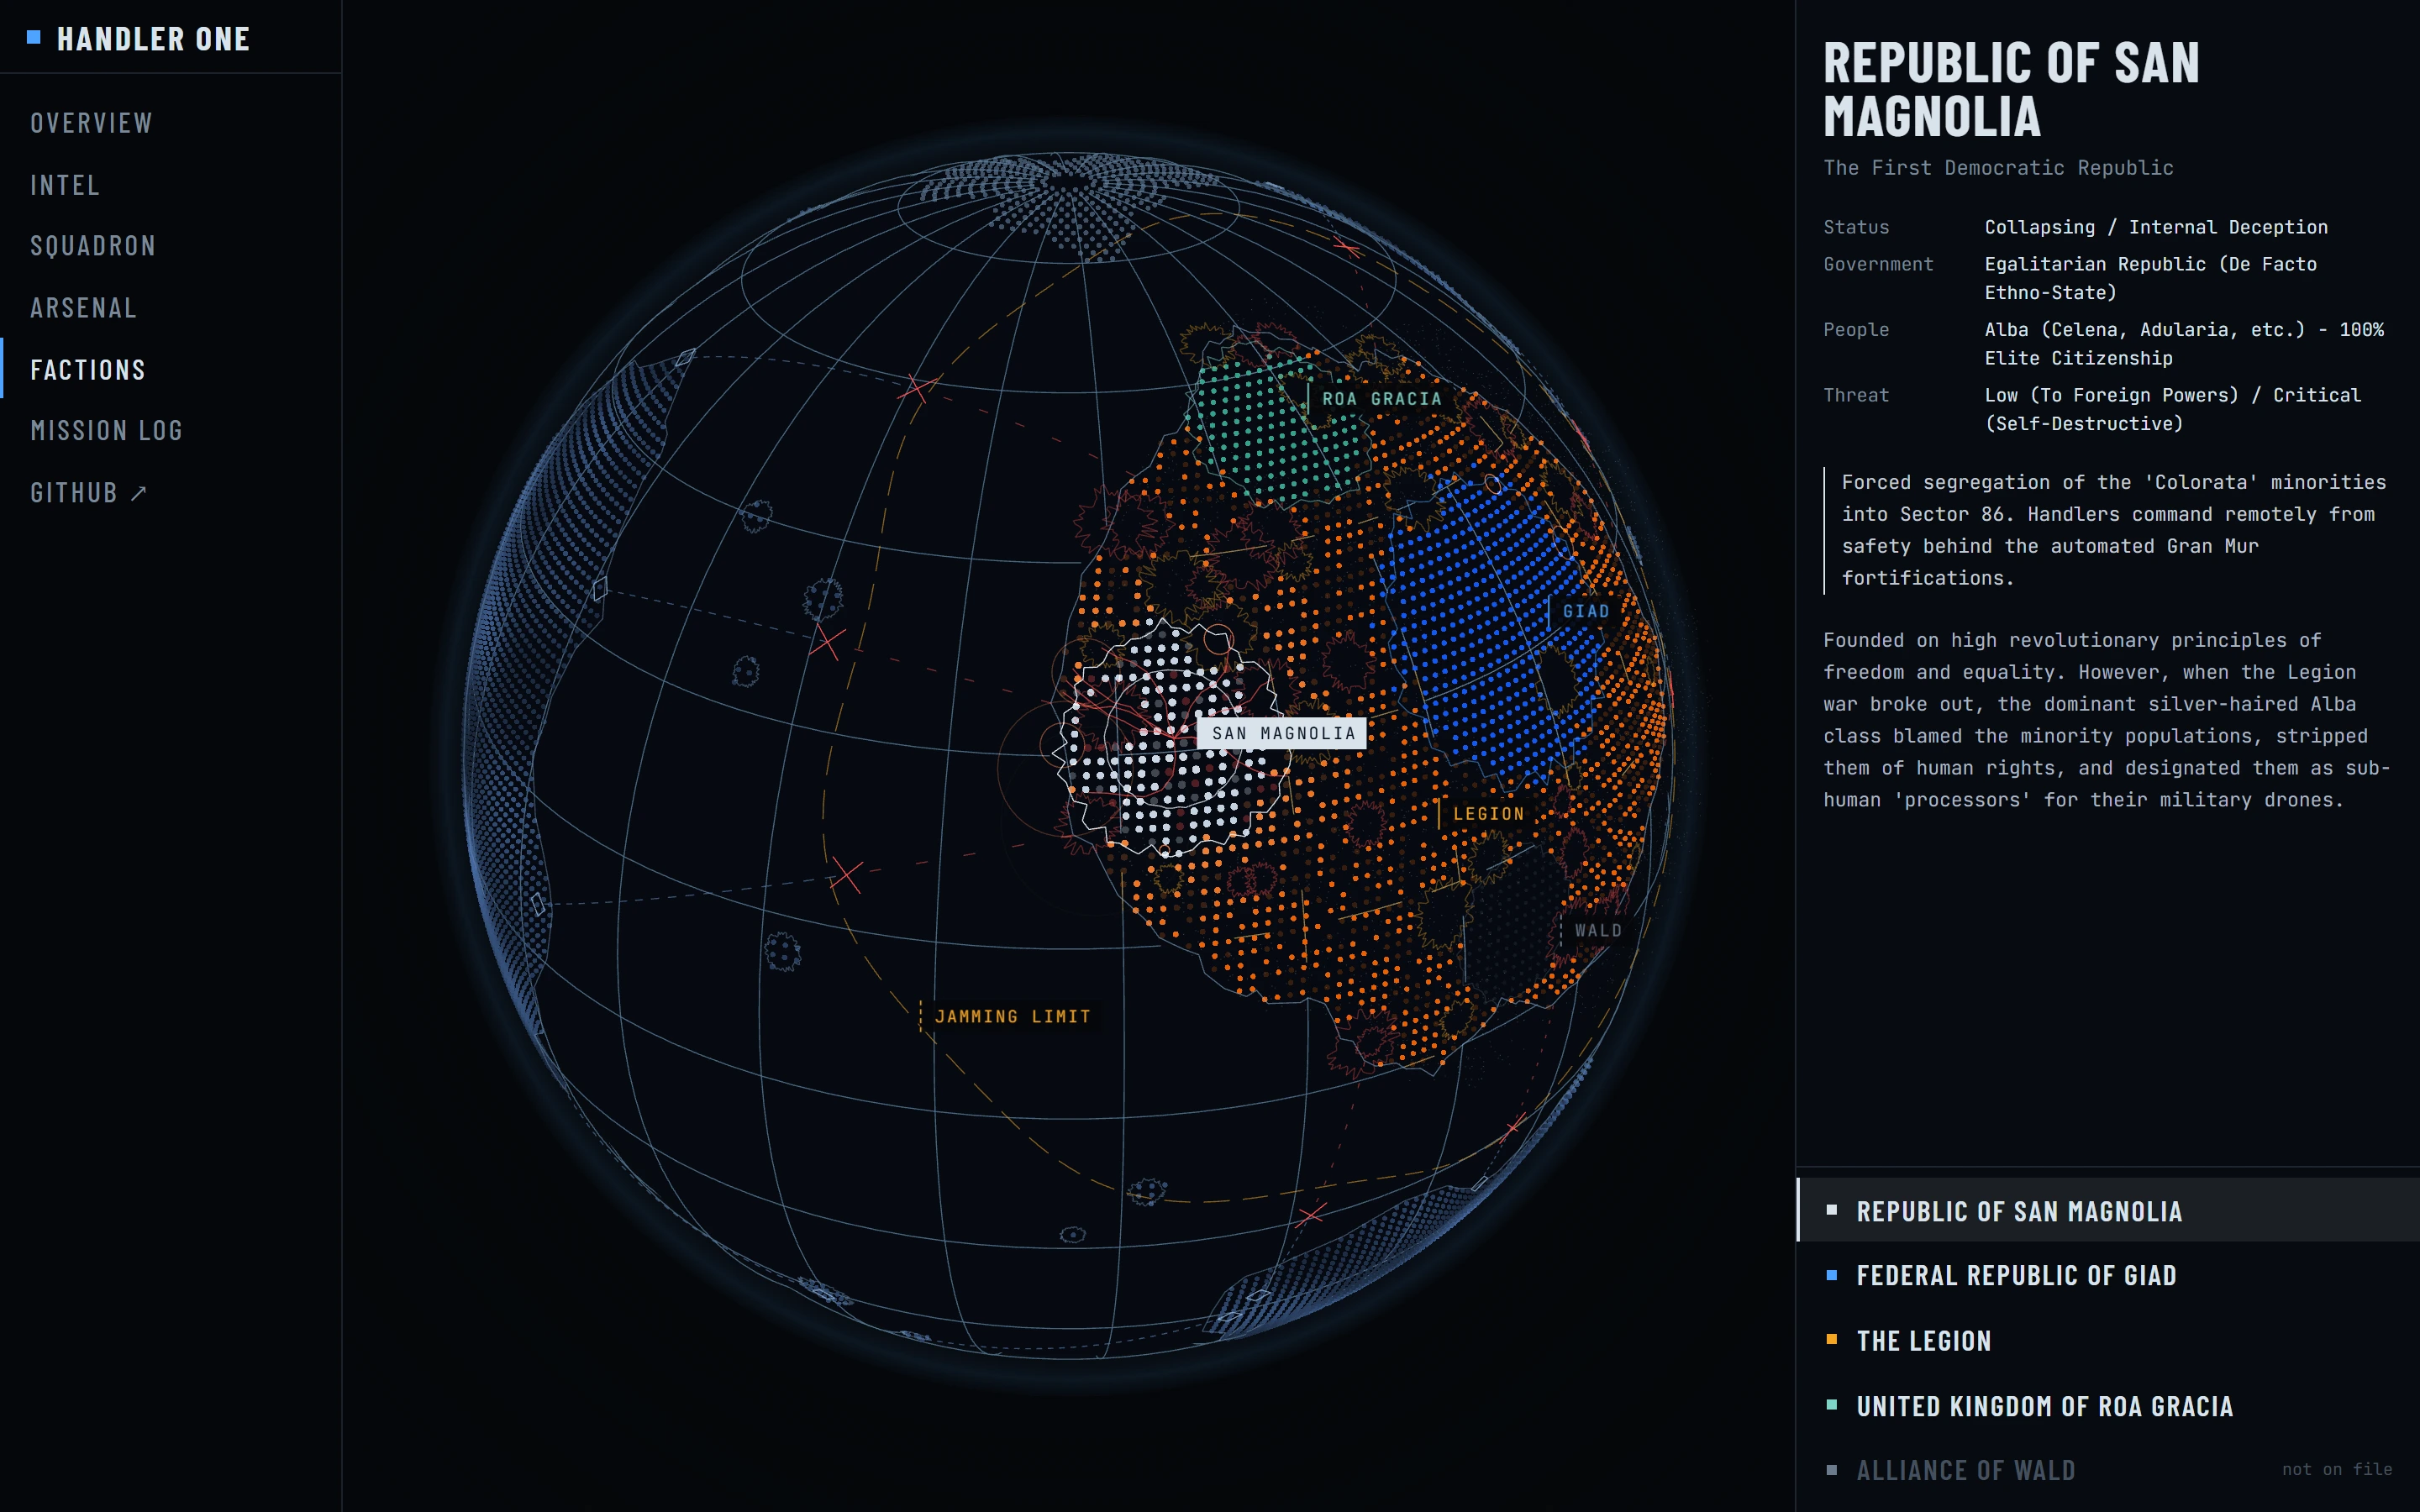 HANDLER ONE
OVERVIEW
INTEL
SQUADRON
ARSENAL
FACTIONS
MISSION LOG
GITHUB ↗
ROA GRACIA
GIAD
SAN MAGNOLIA
LEGION
WALD
JAMMING LIMIT
REPUBLIC OF SAN
MAGNOLIA
The First Democratic Republic
Status Collapsing / Internal Deception
Government Egalitarian Republic (De Facto
Ethno-State)
People Alba (Celena, Adularia, etc.) - 100%
Elite Citizenship
Threat Low (To Foreign Powers) / Critical
(Self-Destructive)
Forced segregation of the 'Colorata' minorities
into Sector 86. Handlers command remotely from
safety behind the automated Gran Mur
fortifications.
Founded on high revolutionary principles of
freedom and equality. However, when the Legion
war broke out, the dominant silver-haired Alba
class blamed the minority populations, stripped
them of human rights, and designated them as sub-
human 'processors' for their military drones.
REPUBLIC OF SAN MAGNOLIA
FEDERAL REPUBLIC OF GIAD
THE LEGION
UNITED KINGDOM OF ROA GRACIA
ALLIANCE OF WALD not on file